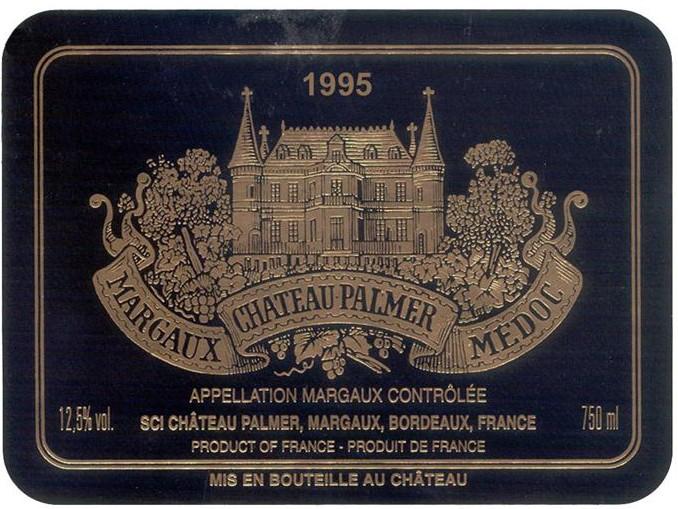 1995
MARGAUX CHATEAU·PALMER MÉDOC
APPELLATION MARGAUX CONTRÔLÉE
12,5% vol. SCI CHÂTEAU PALMER, MARGAUX, BORDEAUX, FRANCE 750 ml
PRODUCT OF FRANCE - PRODUIT DE FRANCE
MIS EN BOUTEILLE AU CHÂTEAU